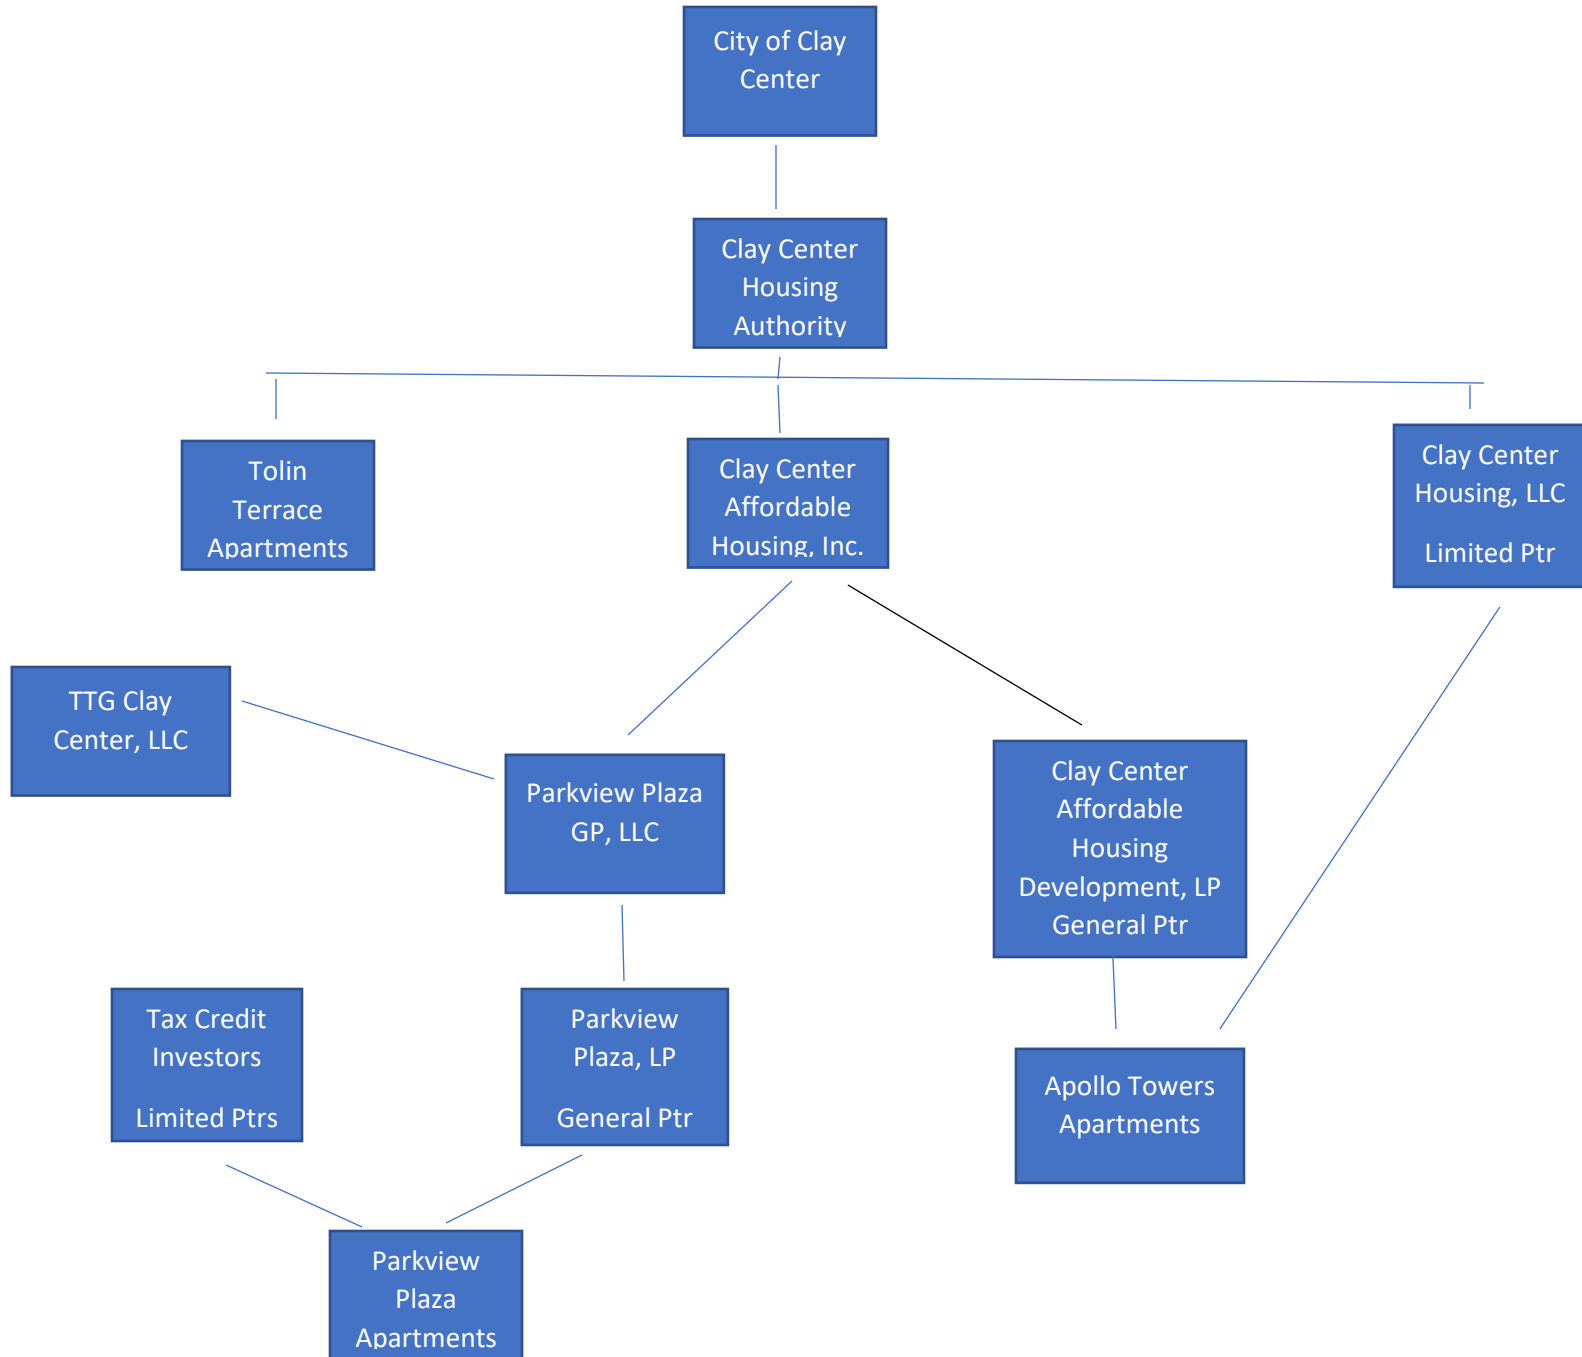 City of Clay
Center
Clay Center
Housing
Authority
Tolin
Terrace
Apartments
Clay Center
Affordable
Housing, Inc.
Clay Center
Housing, LLC
Limited Ptr
TTG Clay
Center, LLC
Parkview Plaza
GP, LLC
Clay Center
Affordable
Housing
Development, LP
General Ptr
Tax Credit
Investors
Limited Ptrs
Parkview
Plaza, LP
General Ptr
Apollo Towers
Apartments
Parkview
Plaza
Apartments